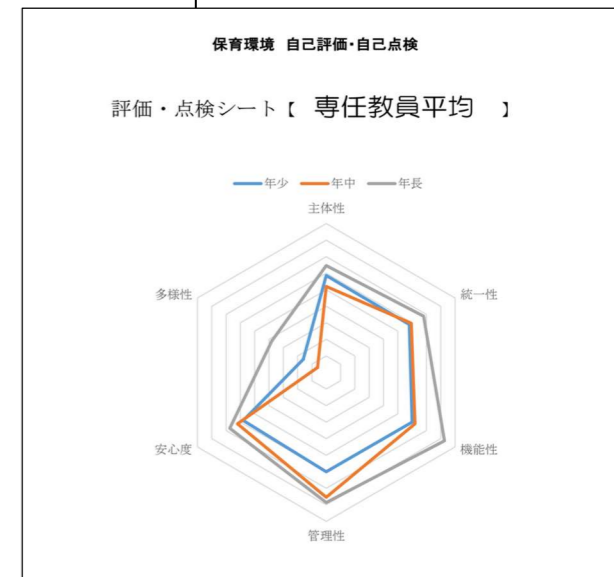 保育環境 自己評価・自己点検
評価・点検シート【 専任教員平均 】
年少 年中 年長
主体性
多様性 統一性
安心度 機能性
管理性